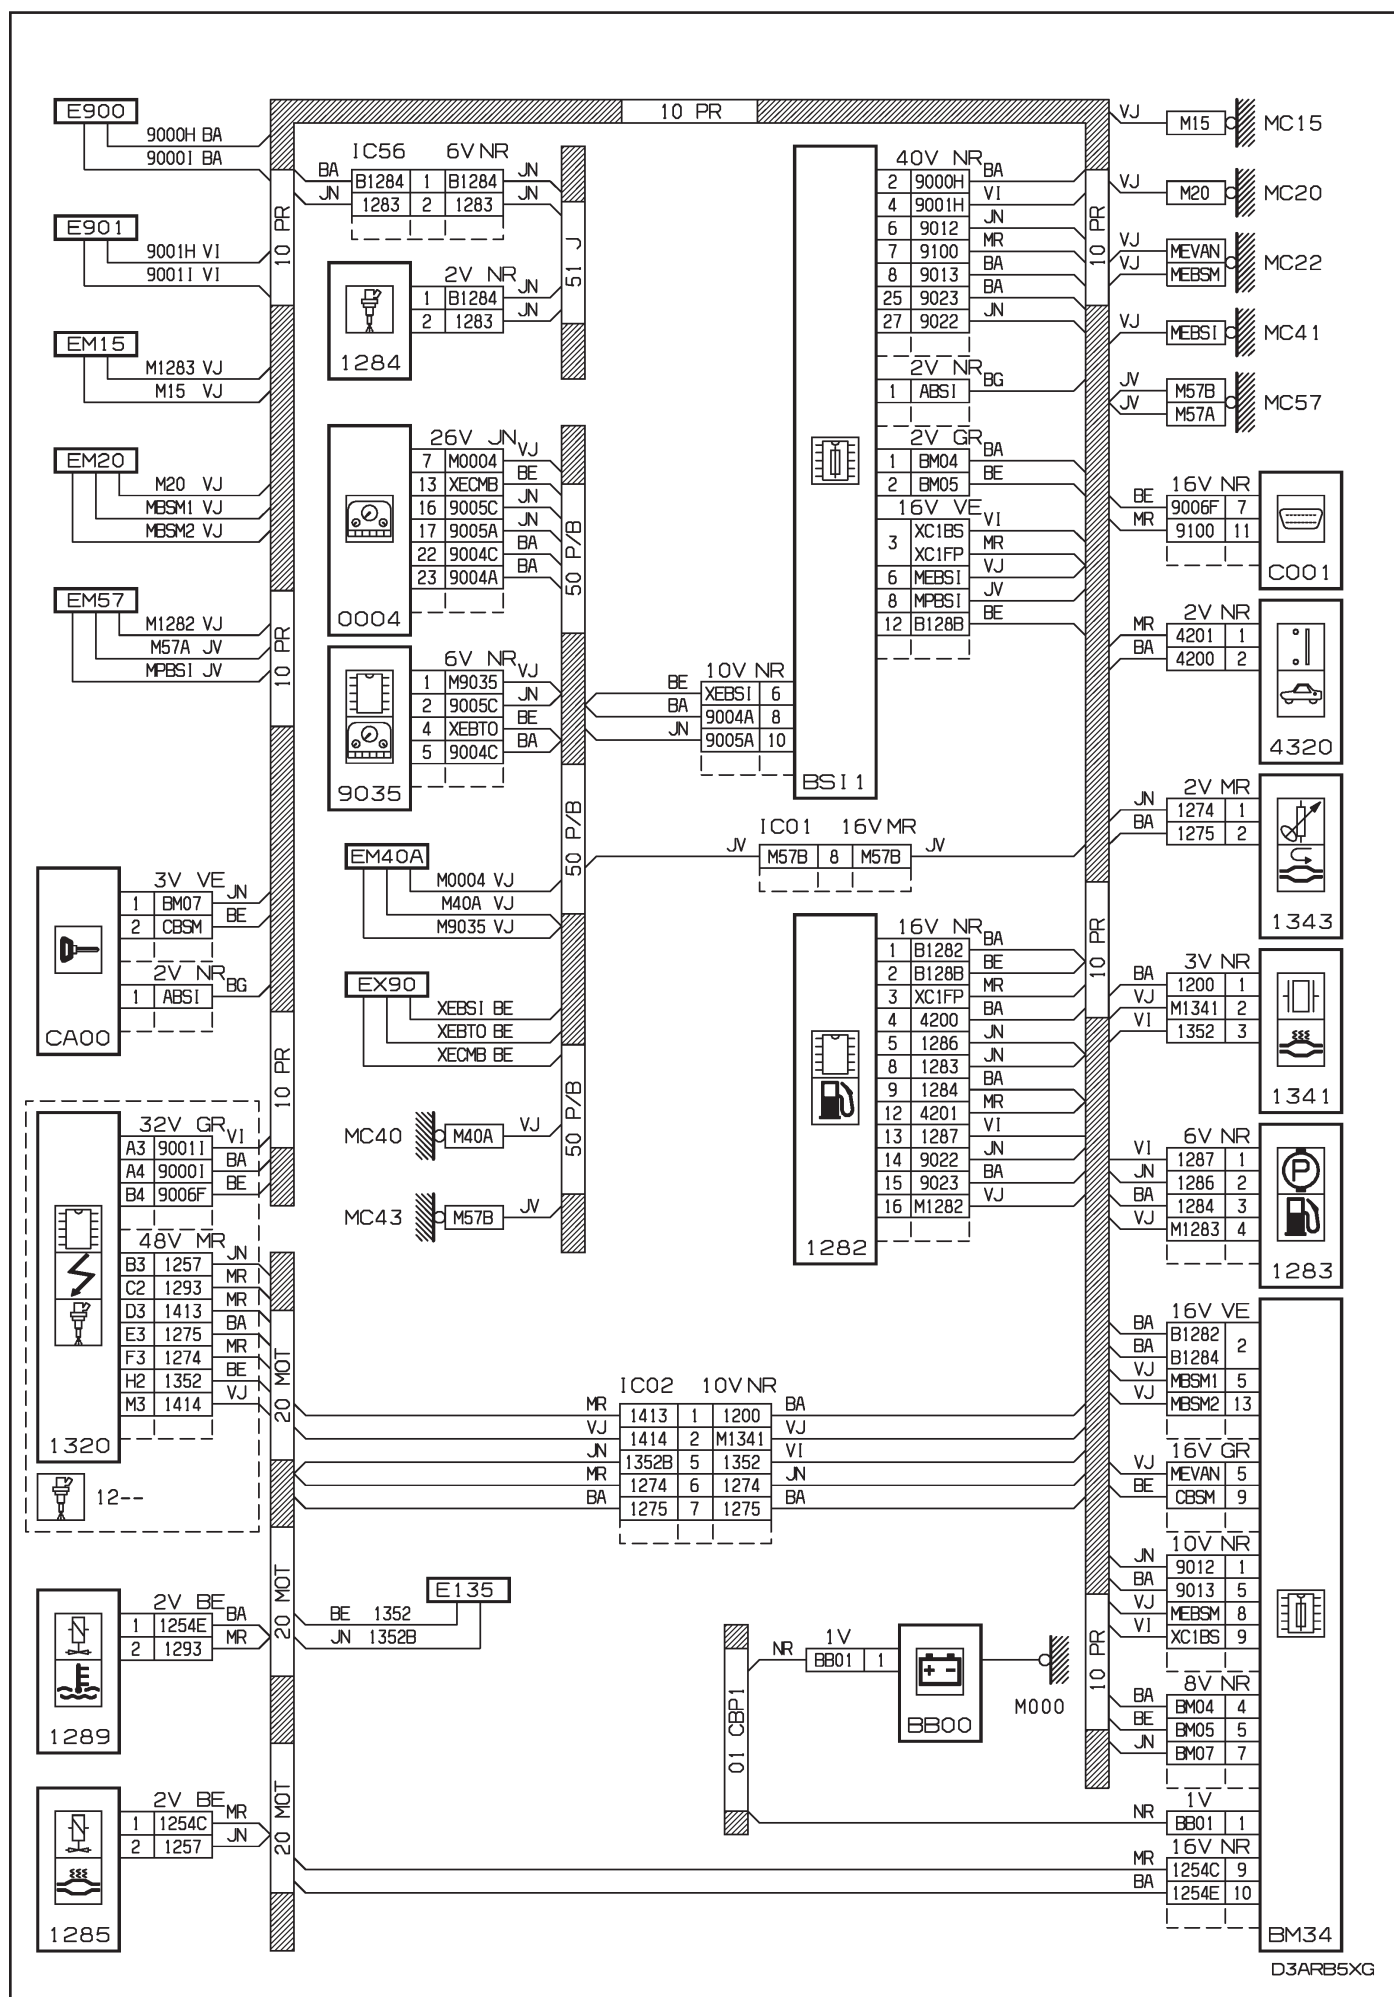 10 PR
E900
9000H BA
9000I BA
E901
9001H VI
9001I VI
EM15
M1283 VJ
M15 VJ
EM20
M20 VJ
MBSM1 VJ
MBSM2 VJ
EM57
M1282 VJ
M57A JV
MPBSI JV
10 PR
10 PR
10 PR
CA00
3V VE
1 BM07 JN
2 CBSM BE
2V NR
1 ABSI BG
1320
32V GR
A3 9001I VI
A4 9000I BA
B4 9006F BE
48V MR
B3 1257 JN
C2 1293 MR
D3 1413 MR
E3 1275 BA
F3 1274 MR
H2 1352 BE
M3 1414 VJ
12--
1289
2V BE
1 1254E BA
2 1293 MR
1285
2V BE
1 1254C MR
2 1257 JN
20 MOT
20 MOT
20 MOT
IC56 6V NR
BA B1284 1 B1284 JN
JN 1283 2 1283 JN
1284
2V NR
1 B1284 JN
2 1283 JN
51 J
0004
26V JN
7 M0004 VJ
13 XECMB BE
16 9005C JN
17 9005A JN
22 9004C BA
23 9004A BA
9035
6V NR
1 M9035 VJ
2 9005C JN
4 XEBTO BE
5 9004C BA
50 P/B
50 P/B
50 P/B
EM40A
M0004 VJ
M40A VJ
M9035 VJ
EX90
XEBSI BE
XEBTO BE
XECMB BE
MC40 M40A VJ
MC43 M57B JV
BSI1
40V NR
2 9000H BA
4 9001H VI
6 9012 JN
7 9100 MR
8 9013 BA
25 9023 BA
27 9022 JN
2V NR
1 ABSI BG
2V GR
1 BM04 BA
2 BM05 BE
16V VE
3 XC1BS VI
XC1FP MR
6 MEBSI VJ
8 MPBSI JV
12 B128B BE
10V NR
BE XEBSI 6
BA 9004A 8
JN 9005A 10
IC01 16V MR
JV M57B 8 M57B JV
1282
16V NR
1 B1282 BA
2 B128B BE
3 XC1FP MR
4 4200 BA
5 1286 JN
8 1283 JN
9 1284 BA
12 4201 MR
13 1287 VI
14 9022 JN
15 9023 BA
16 M1282 VJ
IC02 10V NR
MR 1413 1 1200 BA
VJ 1414 2 M1341 VJ
JN 1352B 5 1352 VI
MR 1274 6 1274 JN
BA 1275 7 1275 BA
E135
BE 1352
JN 1352B
01 CBP1
NR 1V
BB01 1
BB00
M000
10 PR
10 PR
10 PR
VJ M15 MC15
VJ M20 MC20
VJ MEVAN MC22
VJ MEBSM
VJ MEBSI MC41
JV M57B MC57
JV M57A
C001
16V NR
BE 9006F 7
MR 9100 11
4320
2V NR
MR 4201 1
BA 4200 2
1343
2V MR
JN 1274 1
BA 1275 2
1341
3V NR
BA 1200 1
VJ M1341 2
VI 1352 3
1283
6V NR
VI 1287 1
JN 1286 2
BA 1284 3
VJ M1283 4
P
BM34
16V VE
BA B1282 2
BA B1284
VJ MBSM1 5
VJ MBSM2 13
16V GR
VJ MEVAN 5
BE CBSM 9
10V NR
JN 9012 1
BA 9013 5
VJ MEBSM 8
VI XC1BS 9
8V NR
BA BM04 4
BE BM05 5
JN BM07 7
1V
NR BB01 1
16V NR
MR 1254C 9
BA 1254E 10
D3ARB5XG